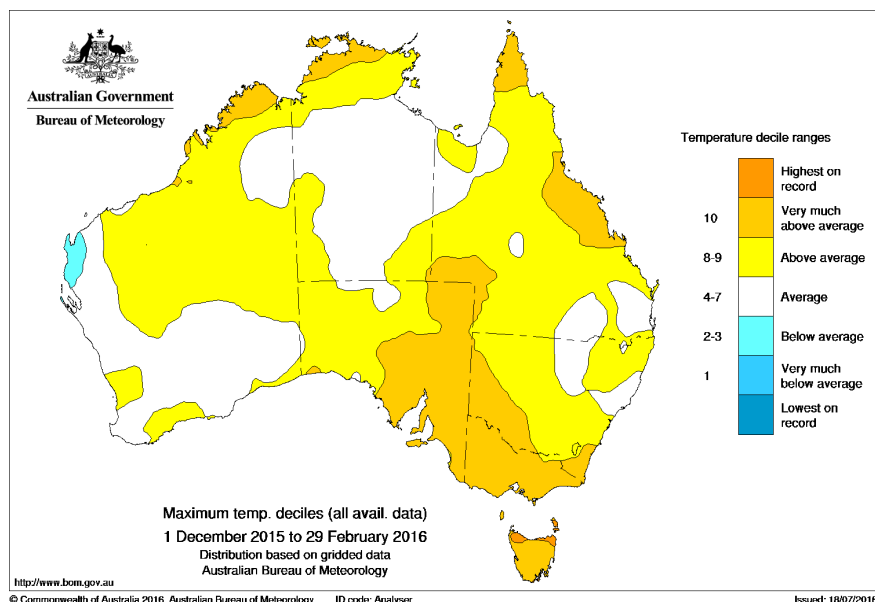 Australian Government
Bureau of Meteorology
Temperature decile ranges
Highest on
record
10
Very much
above average
8-9
Above average
4-7
Average
2-3
Below average
1
Very much
below average
Lowest on
record
Maximum temp. deciles (all avail. data)
1 December 2015 to 29 February 2016
Distribution based on gridded data
Australian Bureau of Meteorology
http://www.bom.gov.au
© Commonwealth of Australia 2016, Australian Bureau of Meteorology ID code: Analyser Issued: 18/07/2016